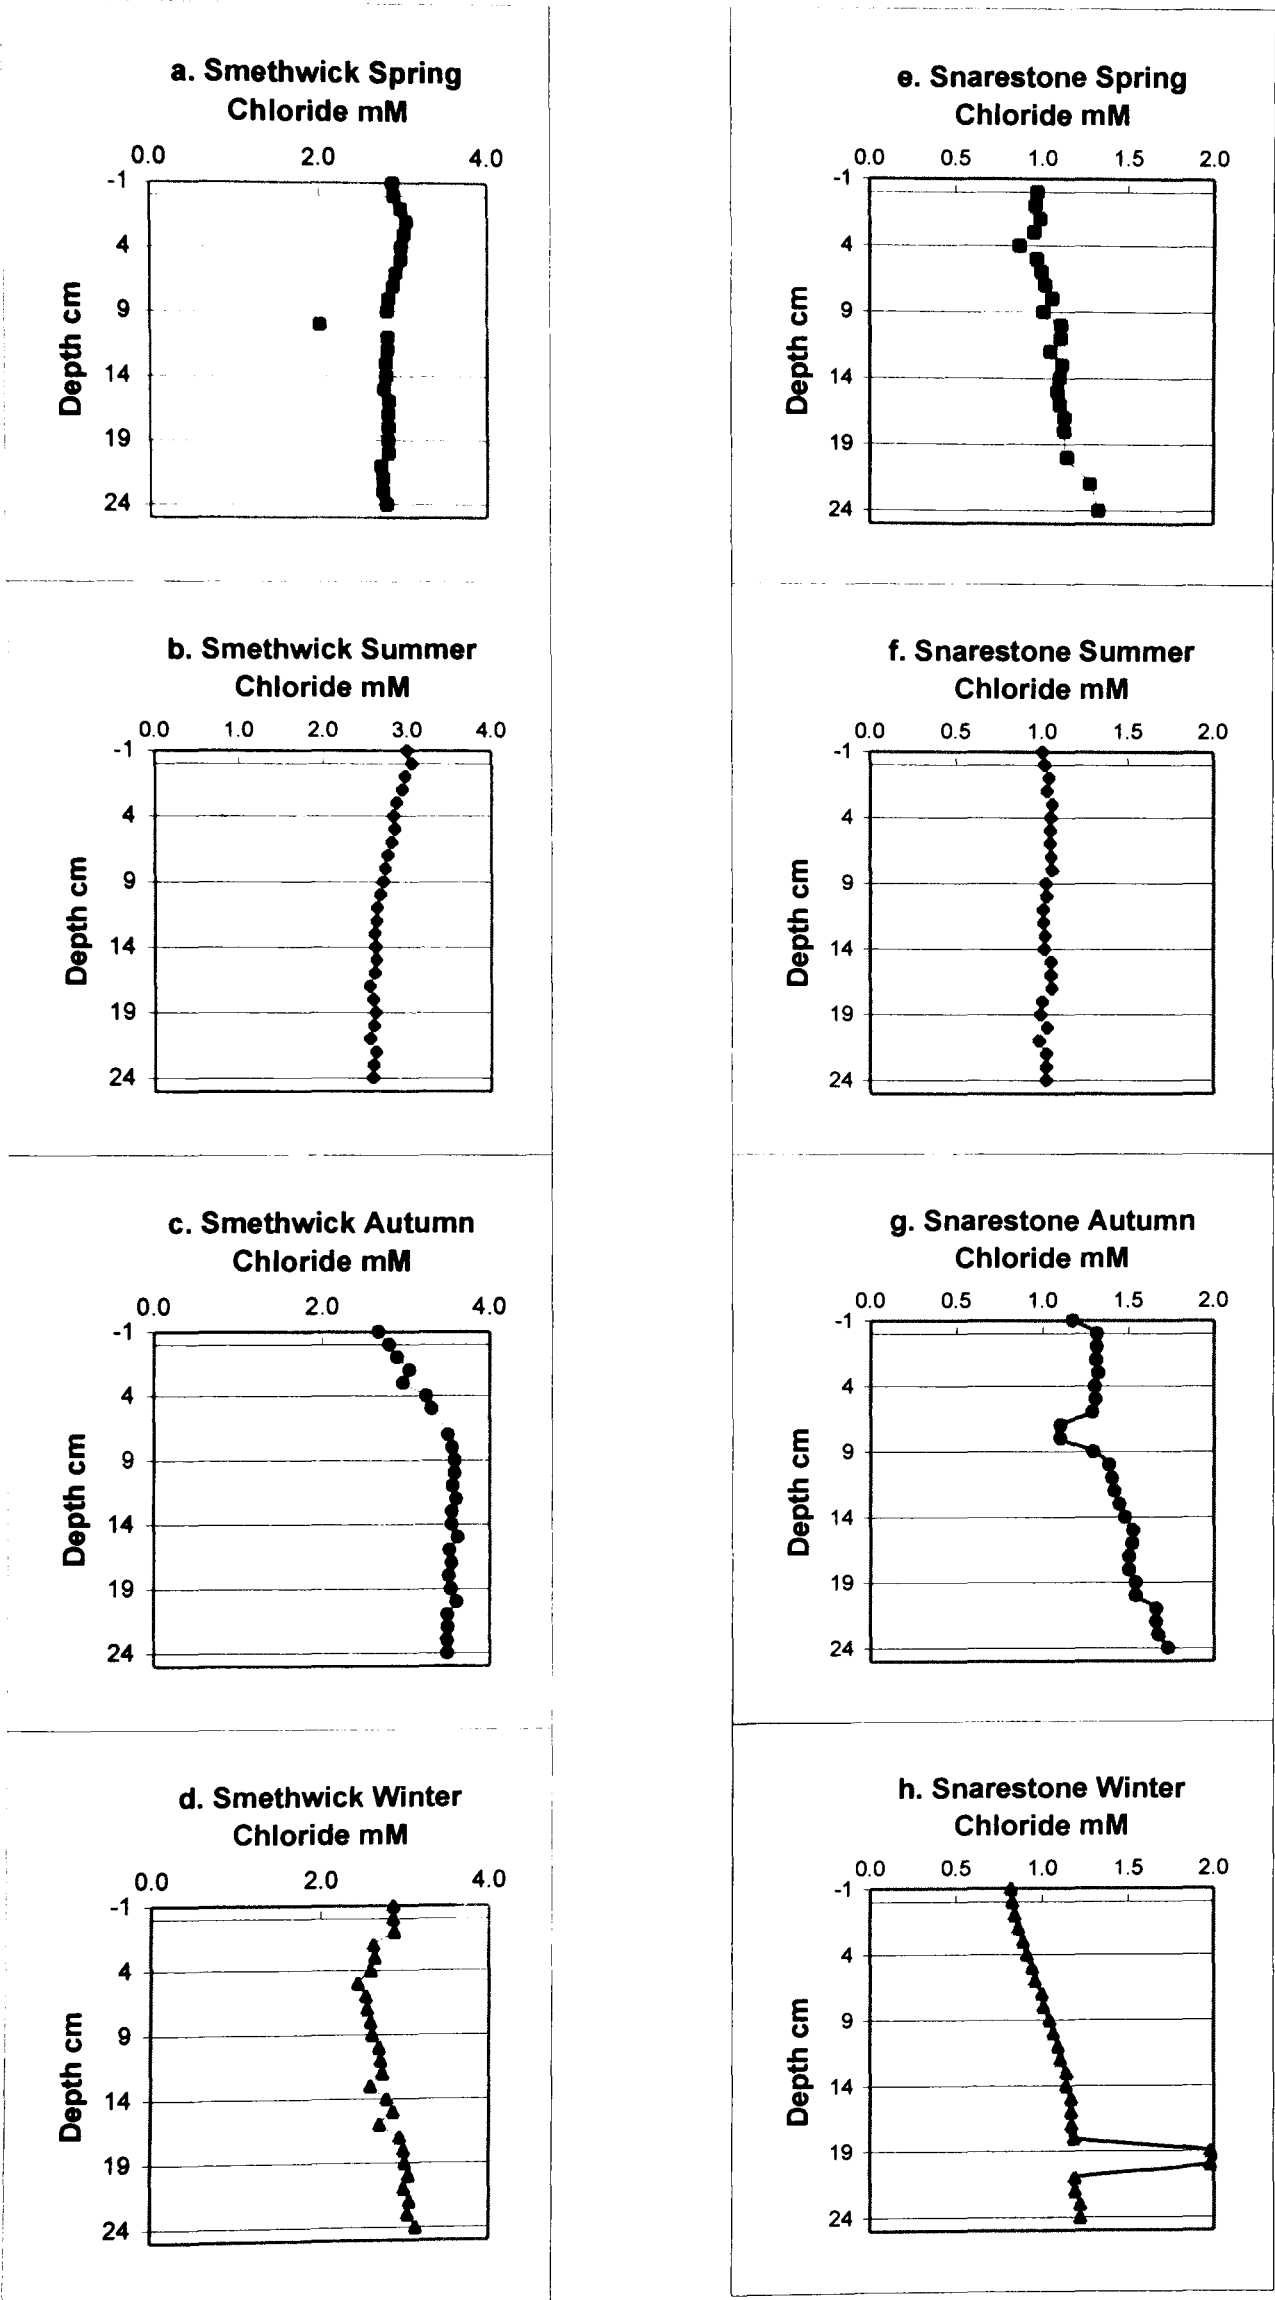 a. Smethwick Spring
Chloride mM
0.0 2.0 4.0
-1
4
9
14
19
24
Depth cm
b. Smethwick Summer
Chloride mM
0.0 1.0 2.0 3.0 4.0
-1
4
9
14
19
24
Depth cm
c. Smethwick Autumn
Chloride mM
0.0 2.0 4.0
-1
4
9
14
19
24
Depth cm
d. Smethwick Winter
Chloride mM
0.0 2.0 4.0
-1
4
9
14
19
24
Depth cm
e. Snarestone Spring
Chloride mM
0.0 0.5 1.0 1.5 2.0
-1
4
9
14
19
24
Depth cm
f. Snarestone Summer
Chloride mM
0.0 0.5 1.0 1.5 2.0
-1
4
9
14
19
24
Depth cm
g. Snarestone Autumn
Chloride mM
0.0 0.5 1.0 1.5 2.0
-1
4
9
14
19
24
Depth cm
h. Snarestone Winter
Chloride mM
0.0 0.5 1.0 1.5 2.0
-1
4
9
14
19
24
Depth cm